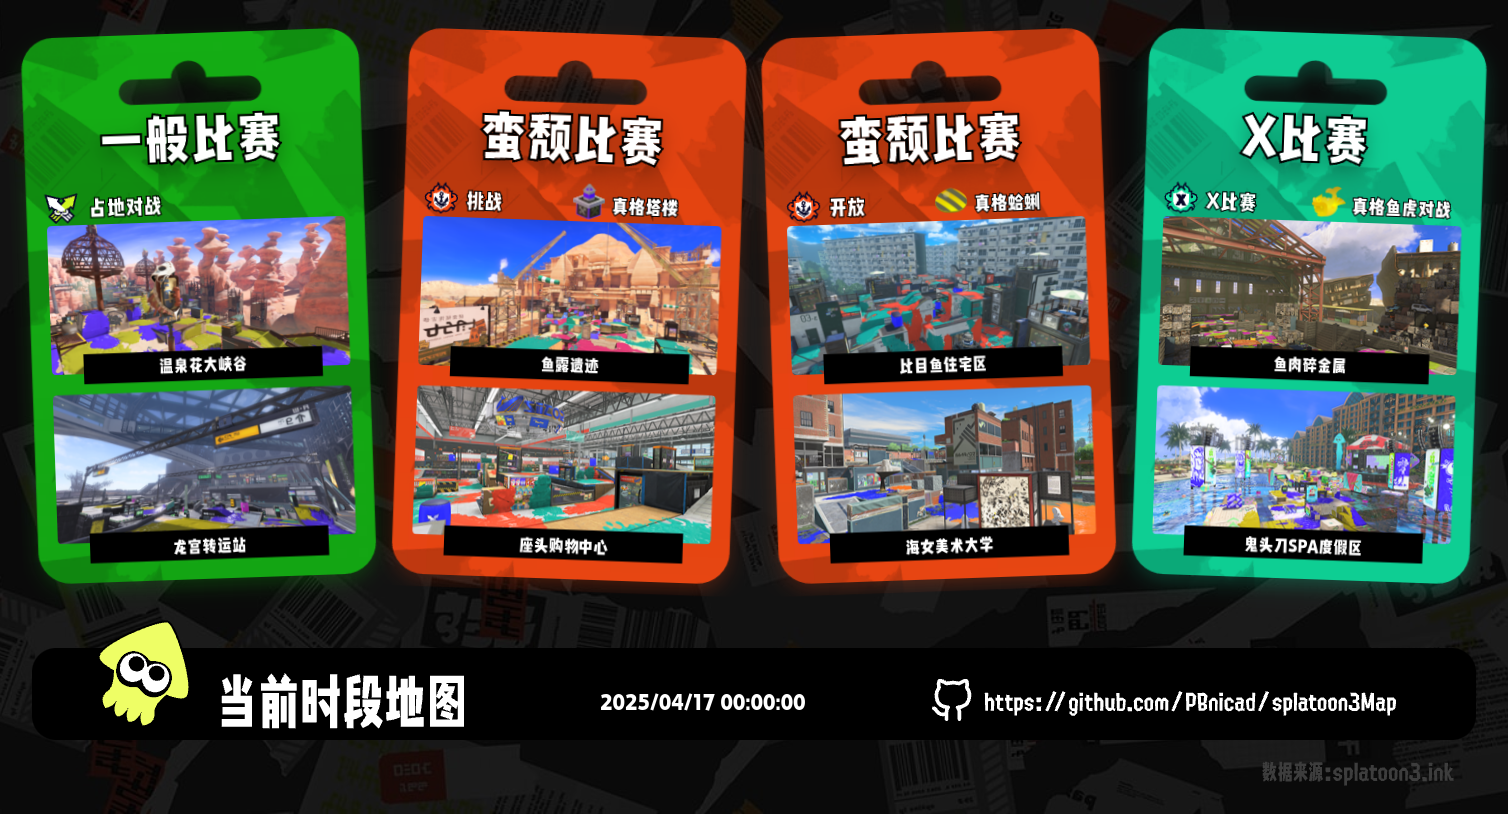 一般比赛
占地对战
温泉花大峡谷
龙宫转运站
蛮颓比赛
挑战
真格塔楼
鱼露遗迹
座头购物中心
蛮颓比赛
开放
真格蛤蜊
比目鱼住宅区
海女美术大学
X比赛
X比赛
真格鱼虎对战
鱼肉碎金属
鬼头刀SPA度假区
当前时段地图
2025/04/17 00:00:00
https://github.com/PBnicad/splatoon3Map
数据来源:splatoon3.ink